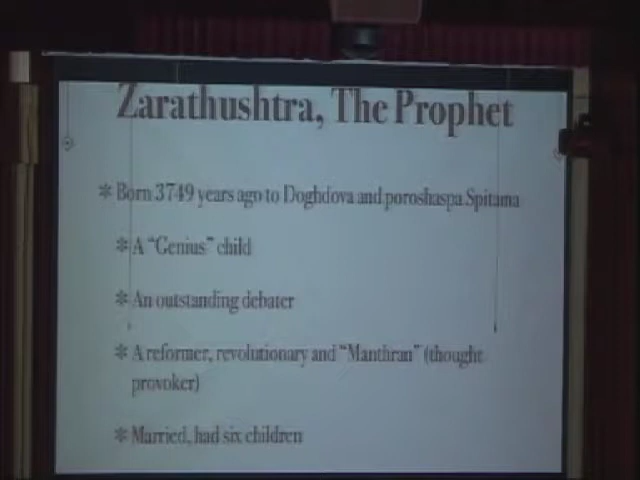 Zarathushtra, The Prophet
* Born 3749 years ago to Doghdova and poroshaspa Spitama
* A "Genius" child
* An outstanding debater
* A reformer, revolutionary and "Manthran" (thought
provoker)
* Married, had six children